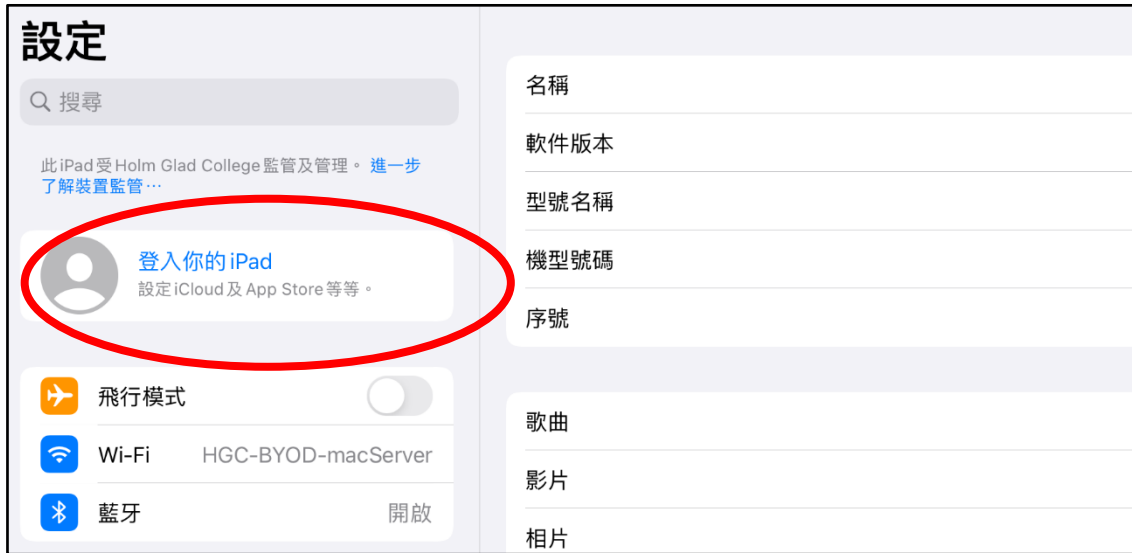 設定
搜尋
此iPad受Holm Glad College監管及管理。進一步
了解裝置監管⋯
登入你的iPad
設定iCloud及App Store等等。
飛行模式
Wi-Fi HGC-BYOD-macServer
藍牙 開啟
名稱
軟件版本
型號名稱
機型號碼
序號
歌曲
影片
相片